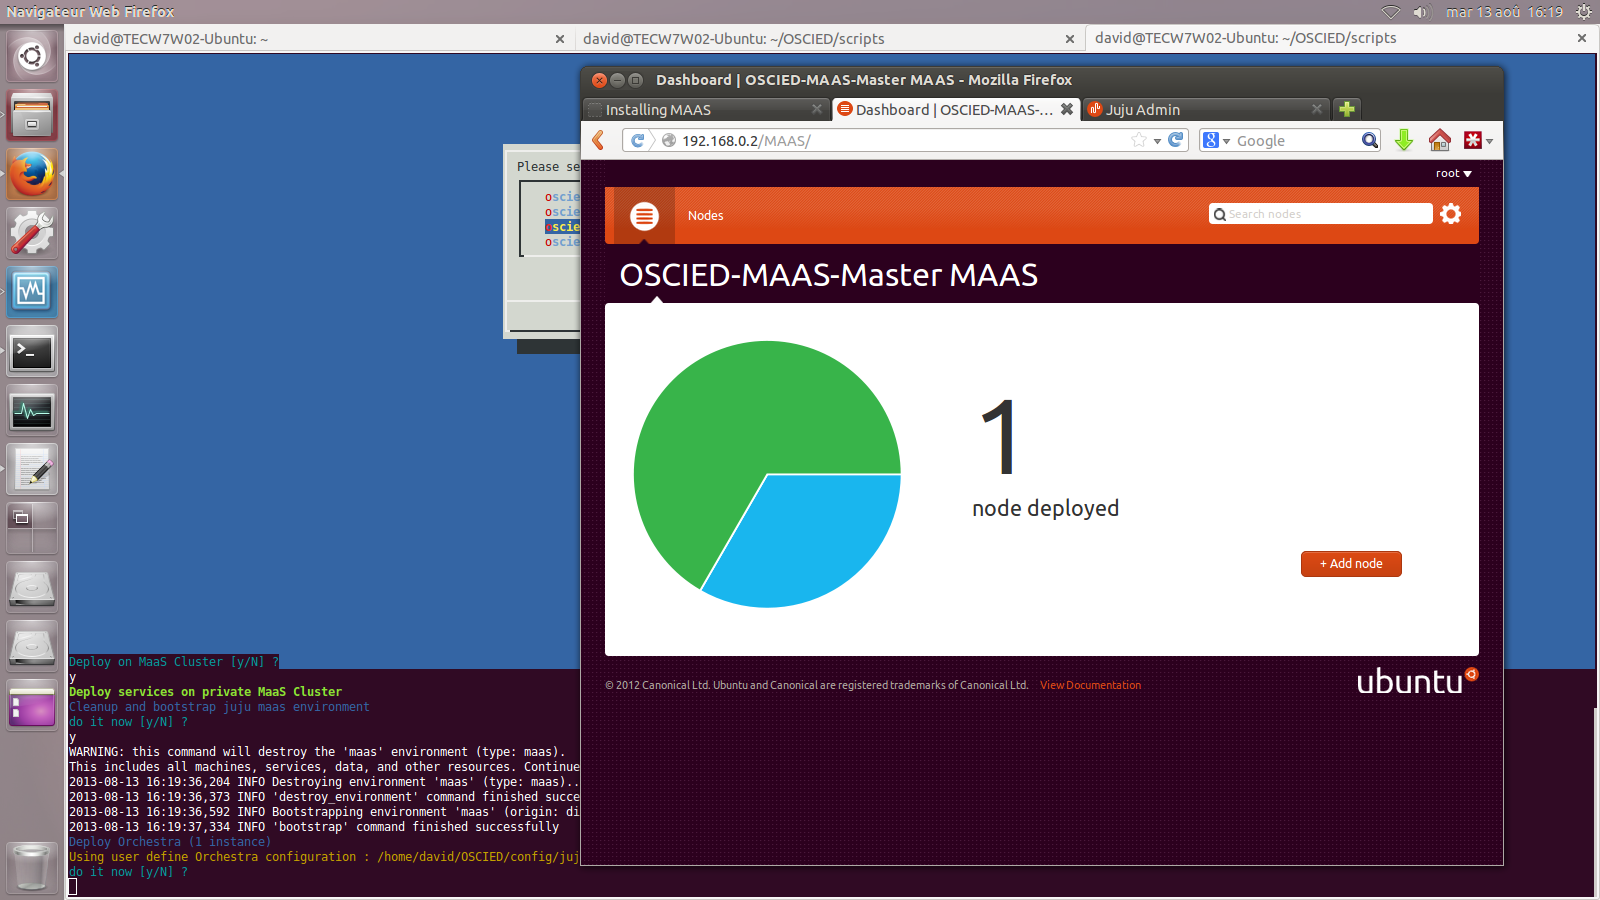 Navigateur Web Firefox
mar 13 aoû 16:19
david@TECW7W02-Ubuntu: ~
david@TECW7W02-Ubuntu: ~/OSCIED/scripts
david@TECW7W02-Ubuntu: ~/OSCIED/scripts
Dashboard | OSCIED-MAAS-Master MAAS - Mozilla Firefox
Installing MAAS
Dashboard | OSCIED-MAAS-...
Juju Admin
192.168.0.2/MAAS/
Google
Please se
oscie
oscie
oscie
oscie
root
Nodes
Search nodes
OSCIED-MAAS-Master MAAS
1
node deployed
+ Add node
© 2012 Canonical Ltd. Ubuntu and Canonical are registered trademarks of Canonical Ltd.
View Documentation
ubuntu
Deploy on MaaS Cluster [y/N] ?
y
Deploy services on private MaaS Cluster
Cleanup and bootstrap juju maas environment
do it now [y/N] ?
y
WARNING: this command will destroy the 'maas' environment (type: maas).
This includes all machines, services, data, and other resources. Continue
2013-08-13 16:19:36,204 INFO Destroying environment 'maas' (type: maas)..
2013-08-13 16:19:36,373 INFO 'destroy_environment' command finished succe
2013-08-13 16:19:36,592 INFO Bootstrapping environment 'maas' (origin: di
2013-08-13 16:19:37,334 INFO 'bootstrap' command finished successfully
Deploy Orchestra (1 instance)
Using user define Orchestra configuration : /home/david/OSCIED/config/juj
do it now [y/N] ?